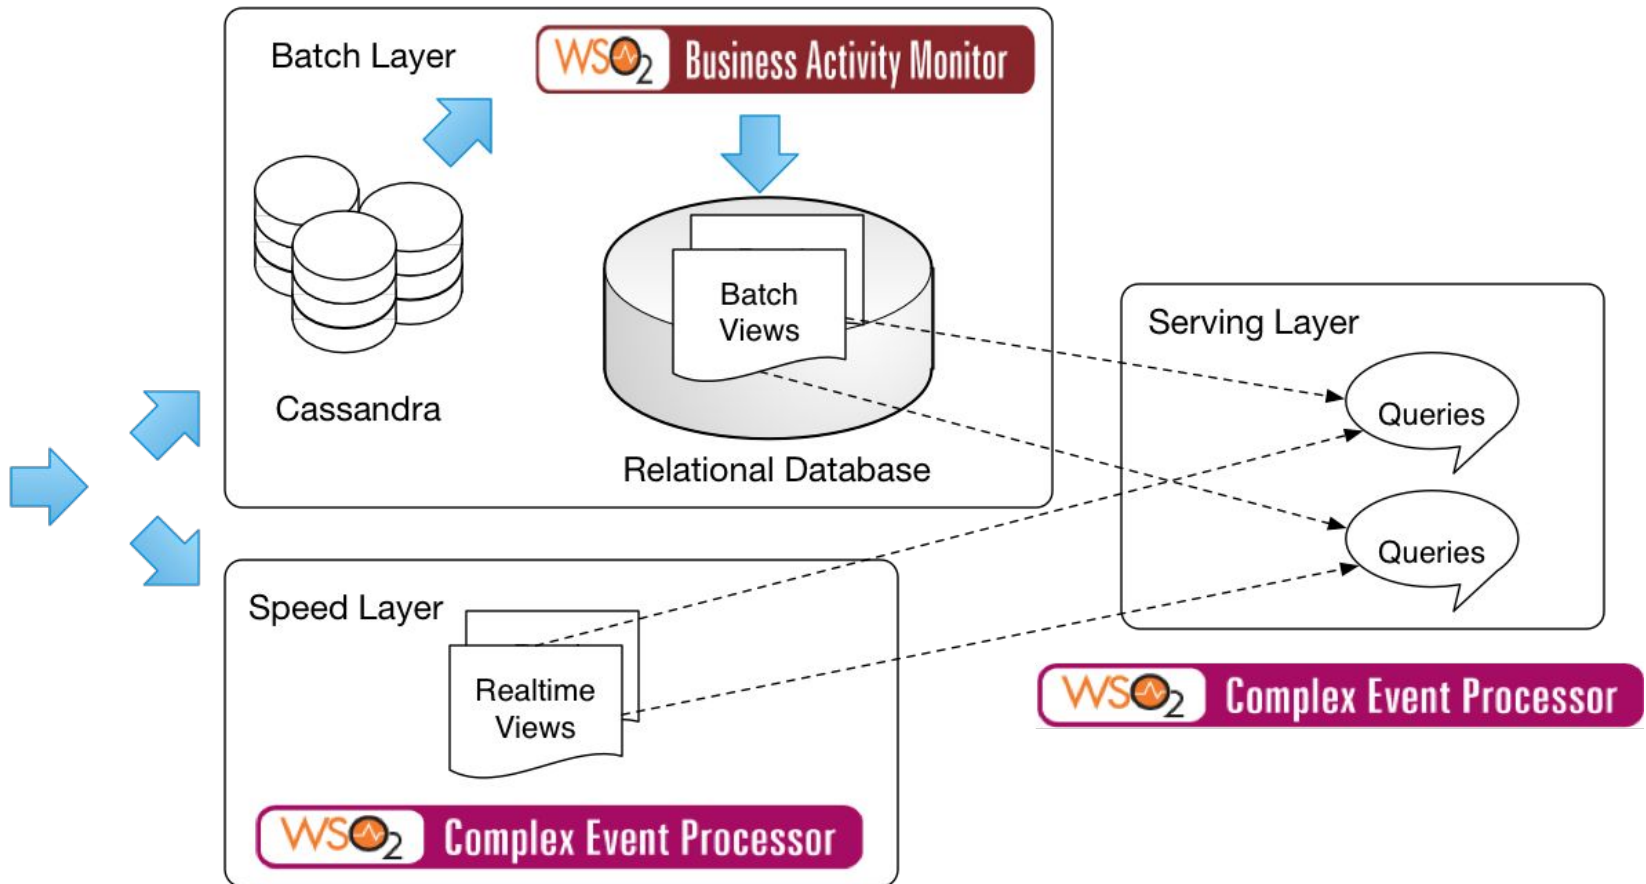 Batch Layer
WSO2 Business Activity Monitor
Batch
Views
Cassandra
Relational Database
Serving Layer
Queries
Queries
Speed Layer
Realtime
Views
WSO2 Complex Event Processor
WSO2 Complex Event Processor